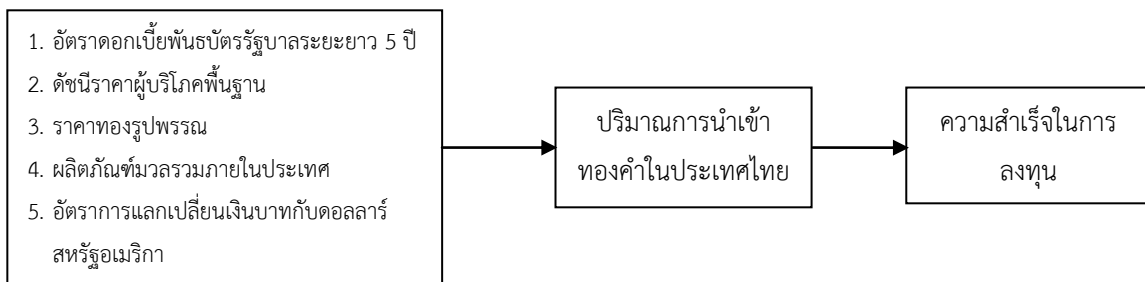 1. อัตราดอกเบี้ยพันธบัตรรัฐบาลระยะยาว 5 ปี
2. ดัชนีราคาผู้บริโภคพื้นฐาน
3. ราคาทองรูปพรรณ
4. ผลิตภัณฑ์มวลรวมภายในประเทศ
5. อัตราการแลกเปลี่ยนเงินบาทกับดอลลาร์
สหรัฐอเมริกา
ปริมาณการนำเข้า
ทองคำในประเทศไทย
ความสำเร็จในการ
ลงทุน